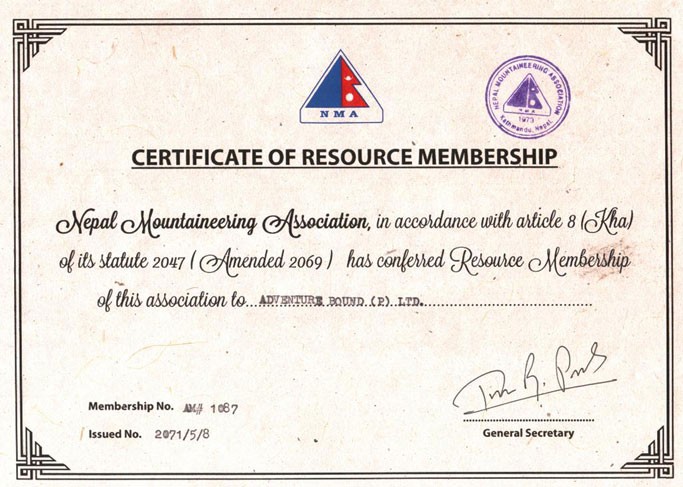 NMA
NEPAL MOUNTAINEERING ASSOCIATION
NMA
1973
Kathmandu, Nepal.
CERTIFICATE OF RESOURCE MEMBERSHIP
Nepal Mountaineering Association, in accordance with article 8 (Kha)
of its statute 2047 ( Amended 2069 ) has conferred Resource Membership
of this association to ADVENTURE BOUND (P) LTD.
Membership No. AM# 1087
Issued No. 2071/5/8
General Secretary